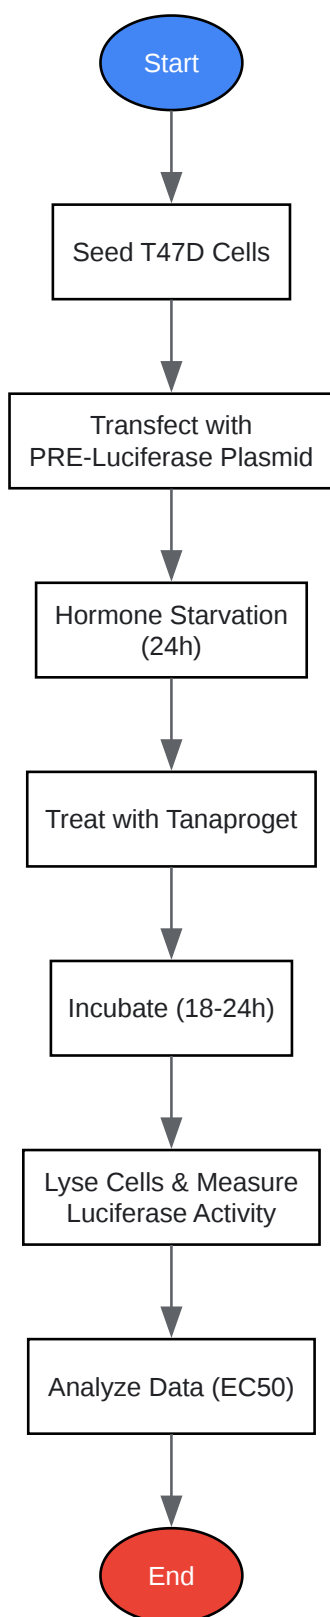 Start
Seed T47D Cells
Transfect with
PRE-Luciferase Plasmid
Hormone Starvation
(24h)
Treat with Tanaproget
Incubate (18-24h)
Lyse Cells & Measure
Luciferase Activity
Analyze Data (EC50)
End